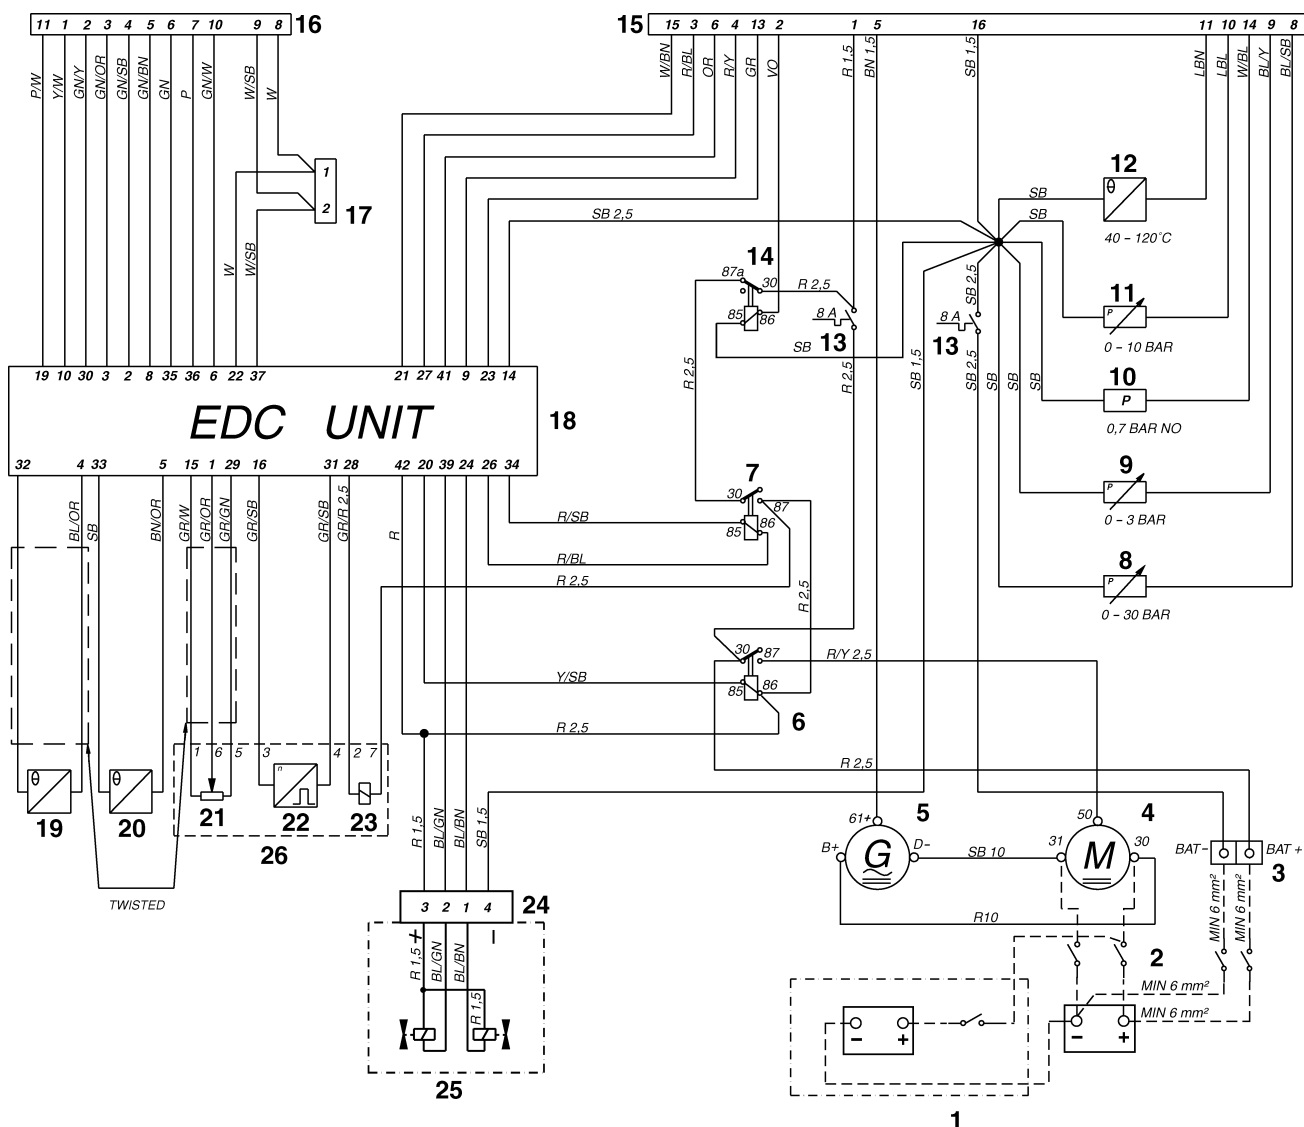 11 1 2 3 4 5 6 7 10 9 8 16
15 15 3 6 4 13 2 1 5 16 11 10 14 9 8
P/W Y/W GN/Y GN/OR GN/SB GN/BN GN P GN/W W/SB W
W/BN R/BL OR R/Y GR VO R 1,5 BN 1,5 SB 1,5 LBN LBL W/BL BL/Y BL/SB
1
2
17
W W/SB
12
SB
40 – 120˚C
SB 2,5
SB
14
87a 30 R 2,5
85 86
8 A
13
SB
R 2,5
R 2,5
SB 1,5
SB 2,5
8 A
13
SB 2,5
SB SB SB
11
P
0 – 10 BAR
10
P
0,7 BAR NO
9
P
0 – 3 BAR
8
P
0 – 30 BAR
19 10 30 3 2 8 35 36 6 22 37 21 27 41 9 23 14
EDC UNIT
18
32 4 33 5 15 1 29 16 31 28 42 20 39 24 26 34
BL/OR SB BN/OR GR/W GR/OR GR/GN GR/SB GR/SB GR/R 2,5 R
7
30 87
85 86
R/SB
R/BL
R 2,5
R 2,5
30 87
R/Y 2,5
Y/SB
85 86
6
R 2,5
R 2,5
1 6 5 3 4 2 7
θ
19
θ
20
21
n
22
23
26
TWISTED
R 1,5 BL/GN BL/BN SB 1,5
3 2 1 4
24
+ –
R 1,5 BL/GN BL/BN R 1,5
25
61+ 5
B+ G D–
SB 10
50 4
31 M 30
R10
BAT – BAT +
3
MIN 6 mm² MIN 6 mm²
2
MIN 6 mm²
MIN 6 mm²
– +
– +
1